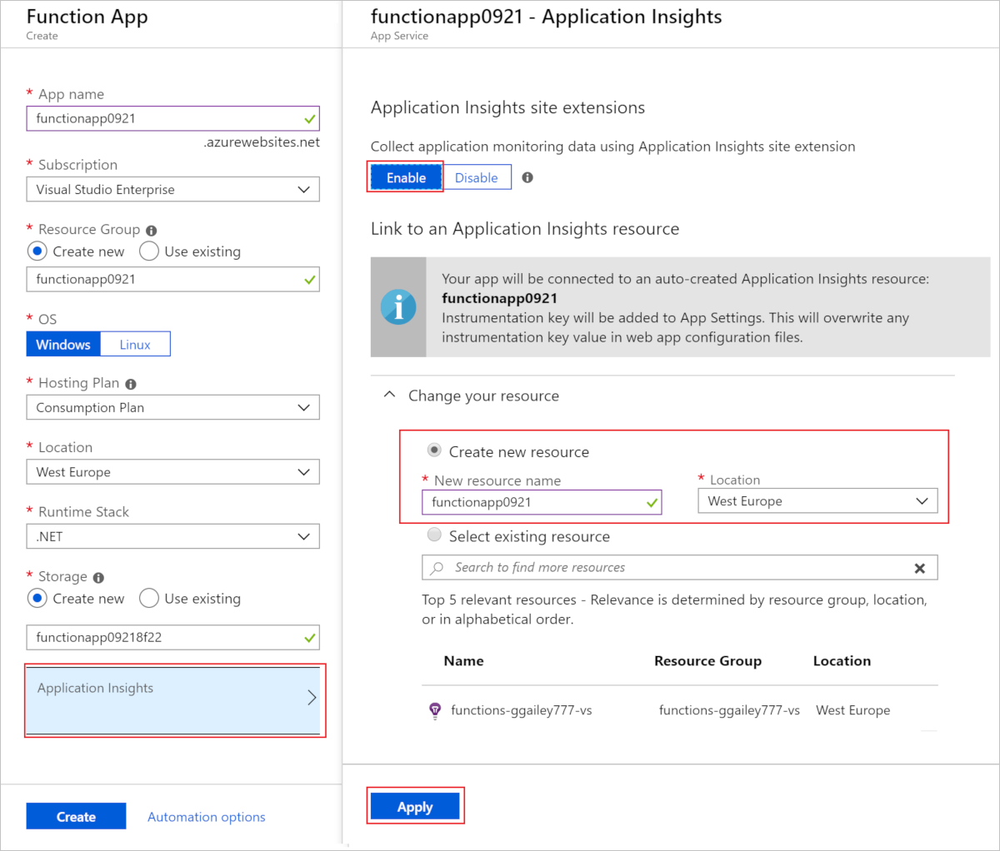 Function App
Create
* App name
functionapp0921
.azurewebsites.net
* Subscription
Visual Studio Enterprise
* Resource Group
Create new Use existing
functionapp0921
* OS
Windows Linux
* Hosting Plan
Consumption Plan
* Location
West Europe
* Runtime Stack
.NET
* Storage
Create new Use existing
functionapp09218f22
Application Insights
Create Automation options
functionapp0921 - Application Insights
App Service
Application Insights site extensions
Collect application monitoring data using Application Insights site extension
Enable Disable
Link to an Application Insights resource
Your app will be connected to an auto-created Application Insights resource:
functionapp0921
Instrumentation key will be added to App Settings. This will overwrite any
instrumentation key value in web app configuration files.
Change your resource
Create new resource
* New resource name * Location
functionapp0921 West Europe
Select existing resource
Search to find more resources
Top 5 relevant resources - Relevance is determined by resource group, location,
or in alphabetical order.
Name Resource Group Location
functions-ggailey777-vs functions-ggailey777-vs West Europe
Apply